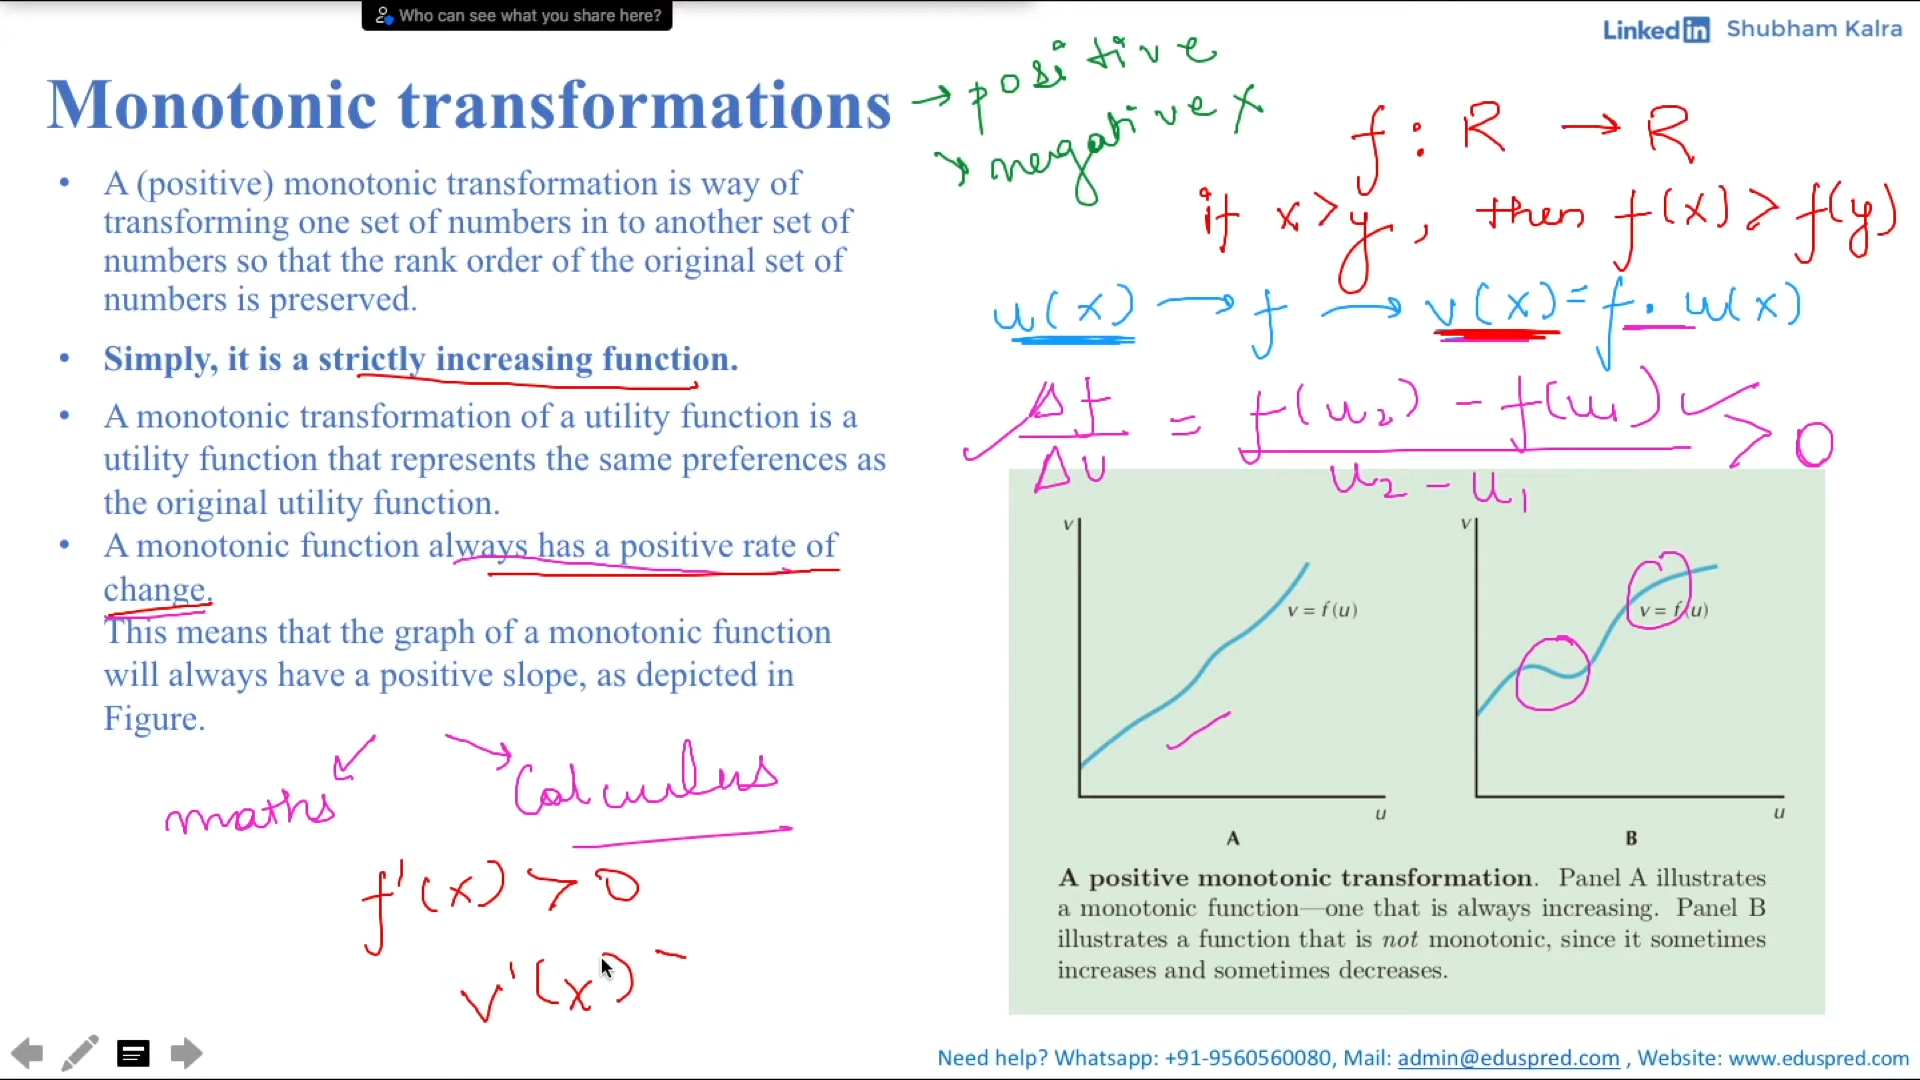 Who can see what you share here?
Linked in Shubham Kalra
Monotonic transformations
→ positive
↘ negative x
f : R → R
if x > y , then f(x) > f(y)
u(x) → f → v(x) = f . u(x)
Δf / Δu = f(u₂) − f(u₁) / u₂ − u₁ > 0
• A (positive) monotonic transformation is way of
transforming one set of numbers in to another set of
numbers so that the rank order of the original set of
numbers is preserved.
• Simply, it is a strictly increasing function.
• A monotonic transformation of a utility function is a
utility function that represents the same preferences as
the original utility function.
• A monotonic function always has a positive rate of
change.
This means that the graph of a monotonic function
will always have a positive slope, as depicted in
Figure.
maths
Calculus
f'(x) > 0
v'(x) –
v
v = f(u)
u
A
v
v = f(u)
u
B
A positive monotonic transformation. Panel A illustrates
a monotonic function—one that is always increasing. Panel B
illustrates a function that is not monotonic, since it sometimes
increases and sometimes decreases.
Need help? Whatsapp: +91-9560560080, Mail: admin@eduspred.com , Website: www.eduspred.com